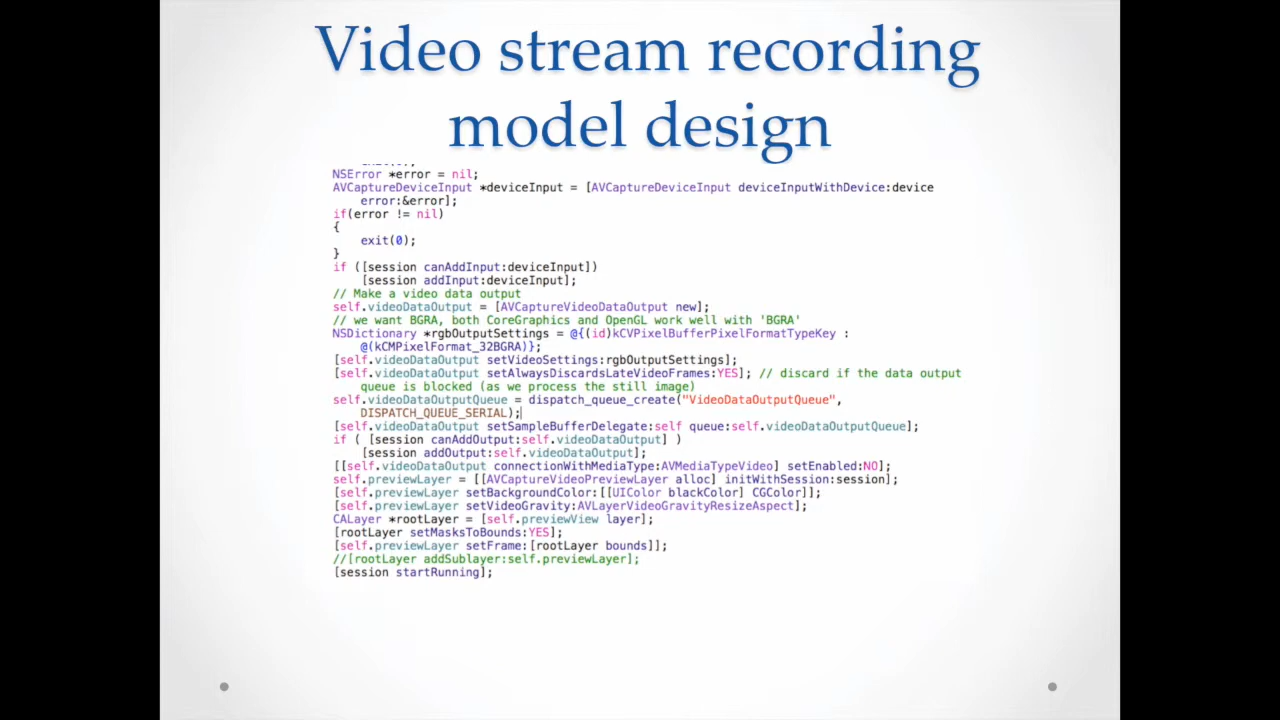 Video stream recording
model design
NSError *error = nil;
AVCaptureDeviceInput *deviceInput = [AVCaptureDeviceInput deviceInputWithDevice:device
error:&error];
if(error != nil)
{
exit(0);
}
if ([session canAddInput:deviceInput])
[session addInput:deviceInput];
// Make a video data output
self.videoDataOutput = [AVCaptureVideoDataOutput new];
// we want BGRA, both CoreGraphics and OpenGL work well with 'BGRA'
NSDictionary *rgbOutputSettings = @{(id)kCVPixelBufferPixelFormatTypeKey :
@(kCMPixelFormat_32BGRA)};
[self.videoDataOutput setVideoSettings:rgbOutputSettings];
[self.videoDataOutput setAlwaysDiscardsLateVideoFrames:YES]; // discard if the data output
queue is blocked (as we process the still image)
self.videoDataOutputQueue = dispatch_queue_create("VideoDataOutputQueue",
DISPATCH_QUEUE_SERIAL);
[self.videoDataOutput setSampleBufferDelegate:self queue:self.videoDataOutputQueue];
if ( [session canAddOutput:self.videoDataOutput] )
[session addOutput:self.videoDataOutput];
[[self.videoDataOutput connectionWithMediaType:AVMediaTypeVideo] setEnabled:NO];
self.previewLayer = [[AVCaptureVideoPreviewLayer alloc] initWithSession:session];
[self.previewLayer setBackgroundColor:[[UIColor blackColor] CGColor]];
[self.previewLayer setVideoGravity:AVLayerVideoGravityResizeAspect];
CALayer *rootLayer = [self.previewView layer];
[rootLayer setMasksToBounds:YES];
[self.previewLayer setFrame:[rootLayer bounds]];
//[rootLayer addSublayer:self.previewLayer];
[session startRunning];